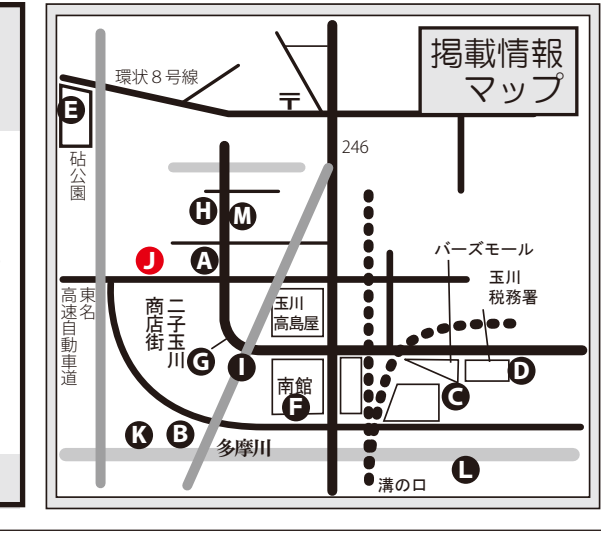 掲載情報
マップ
環状８号線
〒
246
E
砧公園
H
M
J
A
バーズモール
玉川
税務署
東名
高速自動車道
二子玉川
商店街
玉川
高島屋
G
I
南館
F
D
C
K
B
多摩川
L
溝の口